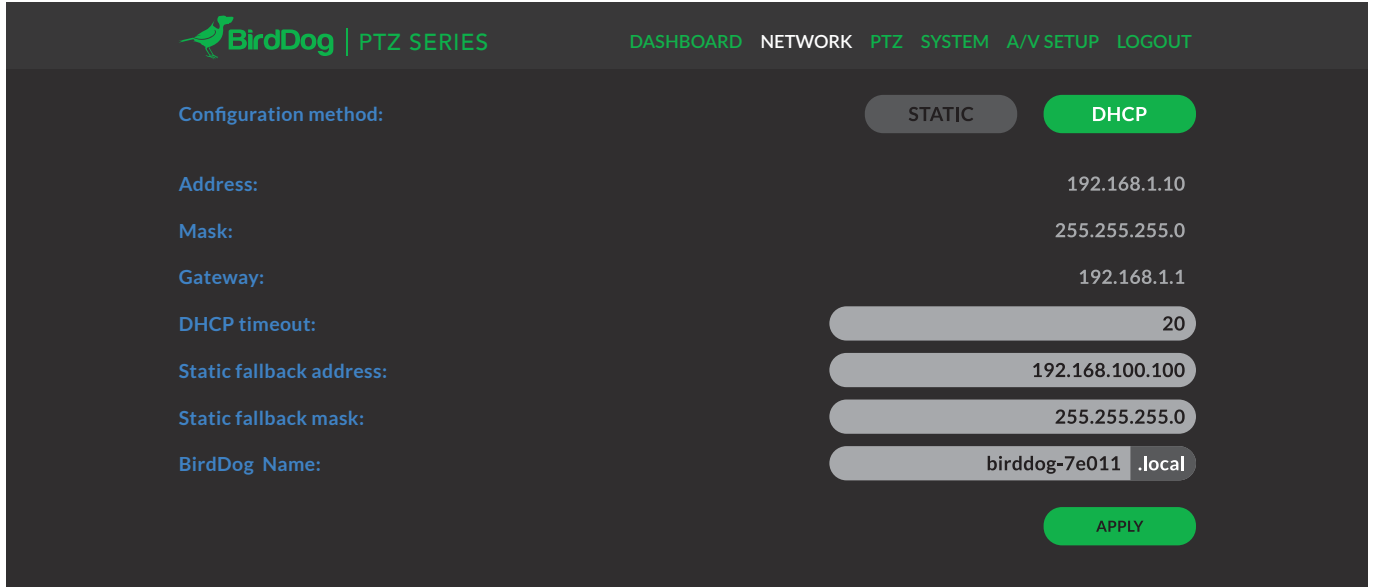 BirdDog | PTZ SERIES DASHBOARD NETWORK PTZ SYSTEM A/V SETUP LOGOUT
Configuration method: STATIC DHCP
Address: 192.168.1.10
Mask: 255.255.255.0
Gateway: 192.168.1.1
DHCP timeout: 20
Static fallback address: 192.168.100.100
Static fallback mask: 255.255.255.0
BirdDog Name: birddog-7e011 .local
APPLY